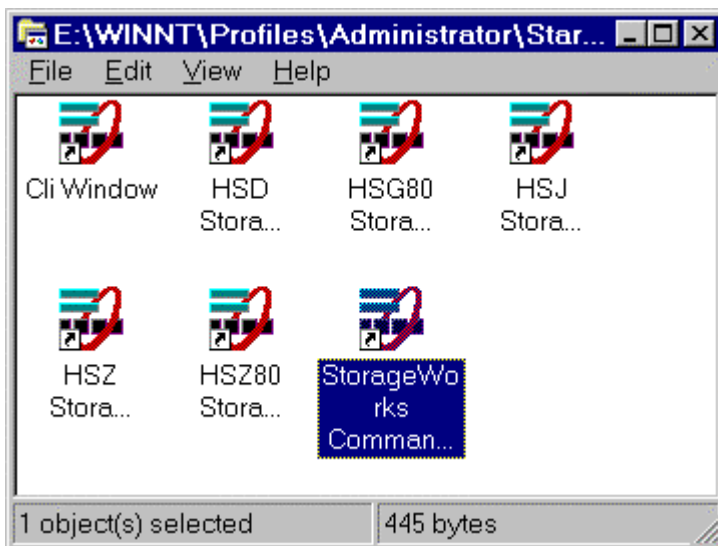 E:\WINNT\Profiles\Administrator\Star...
File Edit View Help
Cli Window
HSD
Stora...
HSG80
Stora...
HSJ
Stora...
HSZ
Stora...
HSZ80
Stora...
StorageWo
rks
Comman...
1 object(s) selected
445 bytes